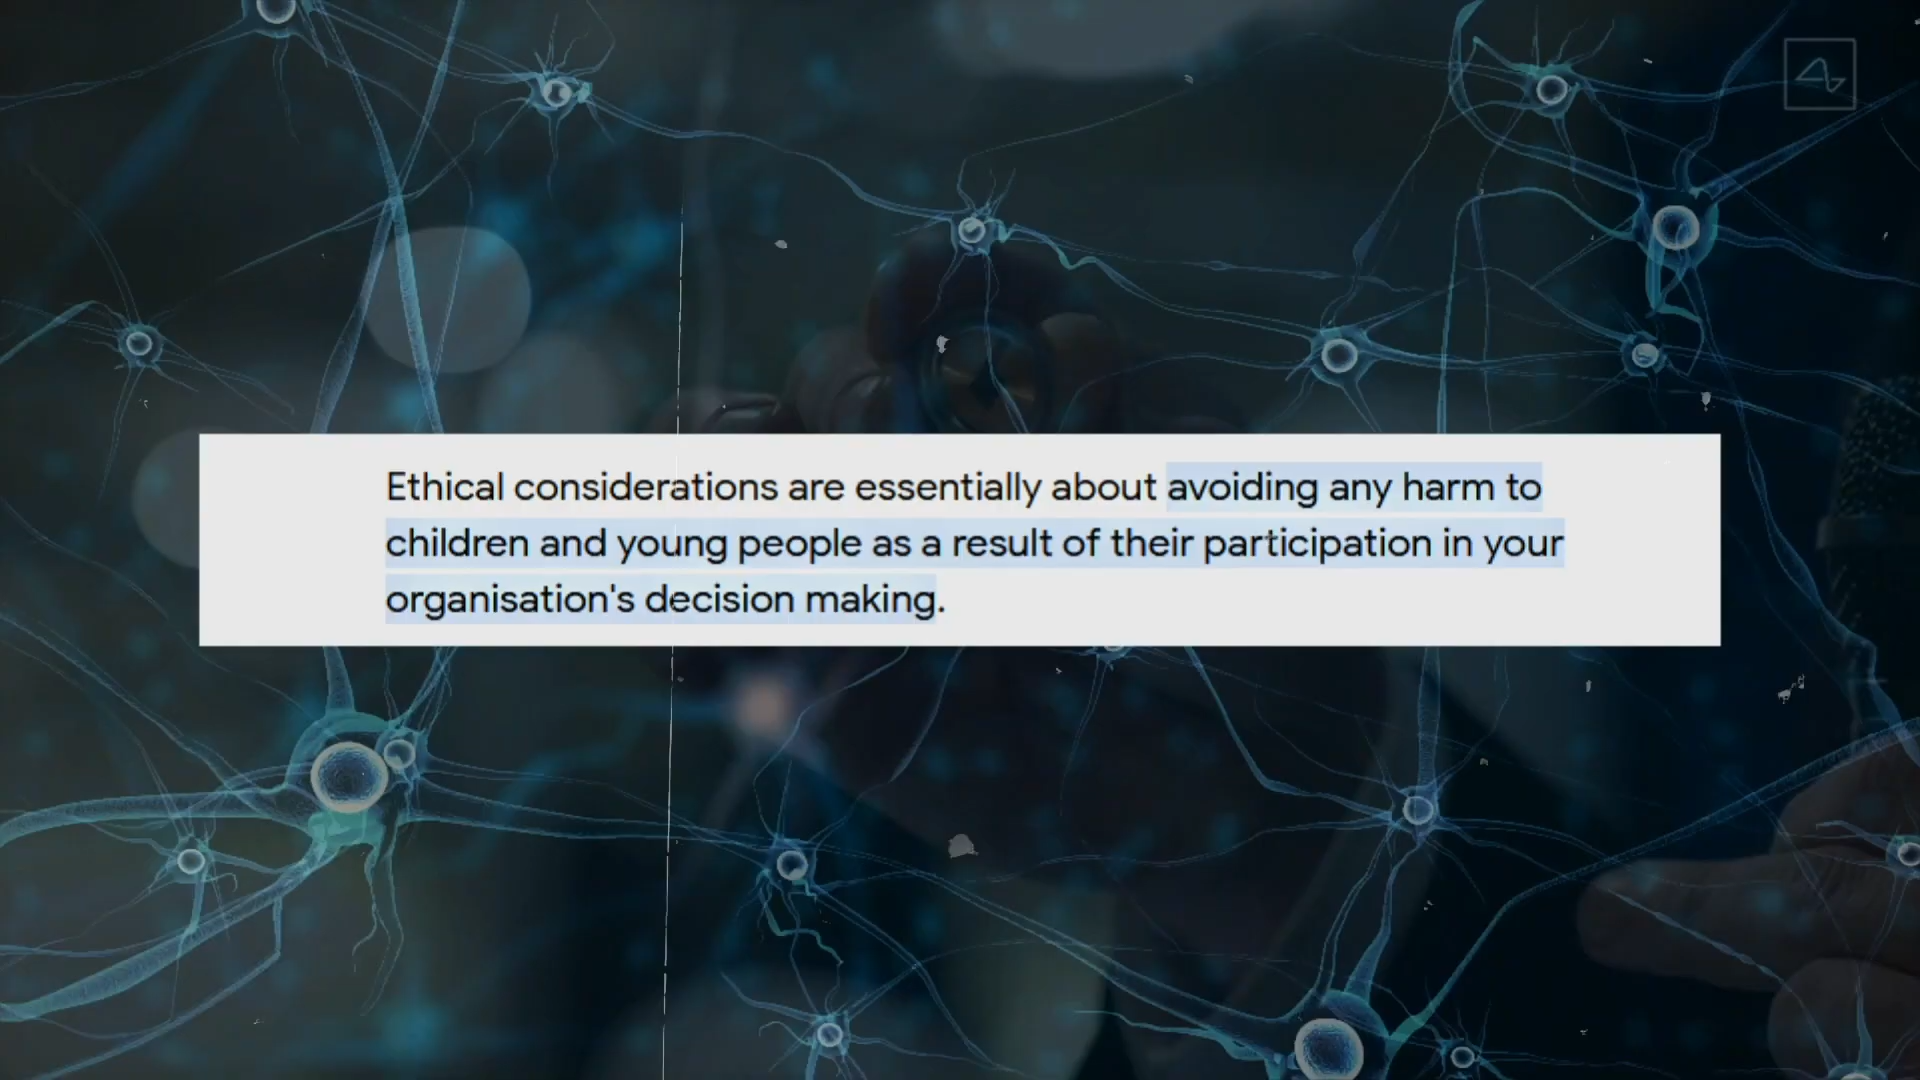 Ethical considerations are essentially about avoiding any harm to
children and young people as a result of their participation in your
organisation's decision making.